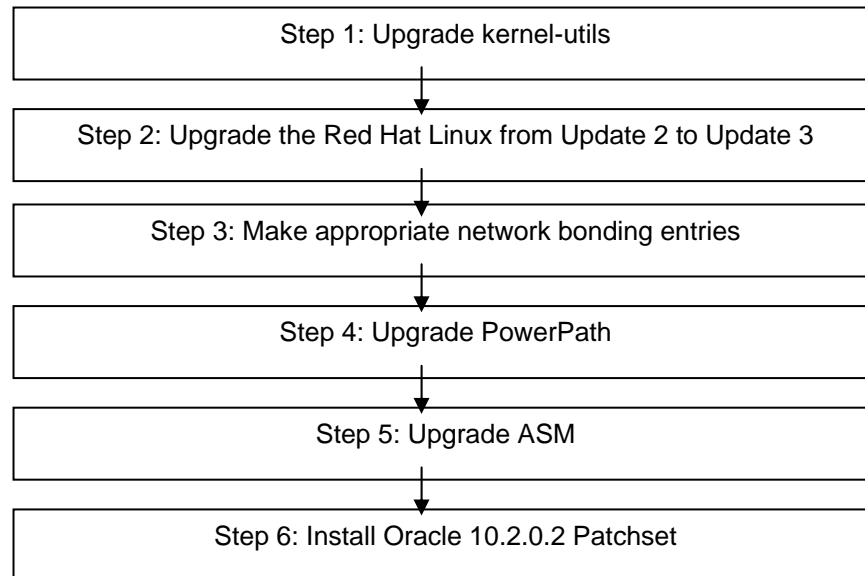 Step 1: Upgrade kernel-utils
Step 2: Upgrade the Red Hat Linux from Update 2 to Update 3
Step 3: Make appropriate network bonding entries
Step 4: Upgrade PowerPath
Step 5: Upgrade ASM
Step 6: Install Oracle 10.2.0.2 Patchset